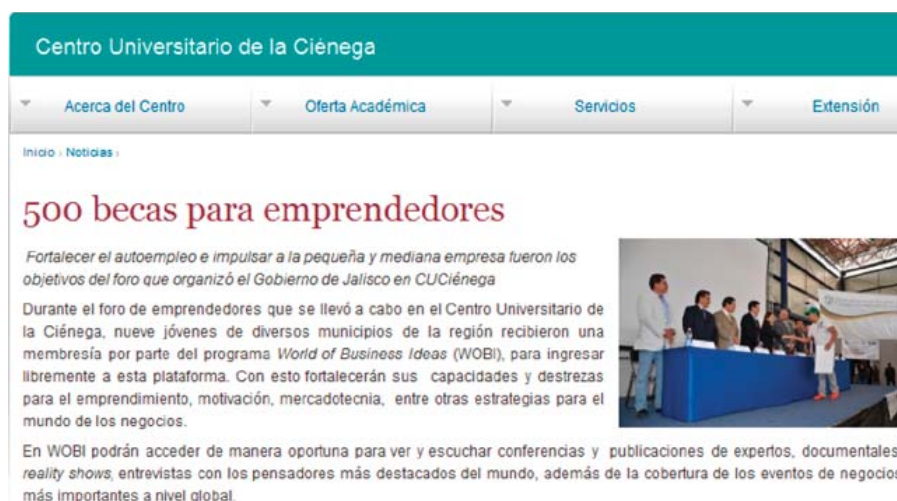 Centro Universitario de la Ciénega
Acerca del Centro
Oferta Académica
Servicios
Extensión
Inicio › Noticias ›
500 becas para emprendedores
Fortalecer el autoempleo e impulsar a la pequeña y mediana empresa fueron los
objetivos del foro que organizó el Gobierno de Jalisco en CUCiénega
Durante el foro de emprendedores que se llevó a cabo en el Centro Universitario de
la Ciénega, nueve jóvenes de diversos municipios de la región recibieron una
membresía por parte del programa World of Business Ideas (WOBI), para ingresar
libremente a esta plataforma. Con esto fortalecerán sus capacidades y destrezas
para el emprendimiento, motivación, mercadotecnia, entre otras estrategias para el
mundo de los negocios.
En WOBI podrán acceder de manera oportuna para ver y escuchar conferencias y publicaciones de expertos, documentales
reality shows, entrevistas con los pensadores más destacados del mundo, además de la cobertura de los eventos de negocios
más importantes a nivel global.